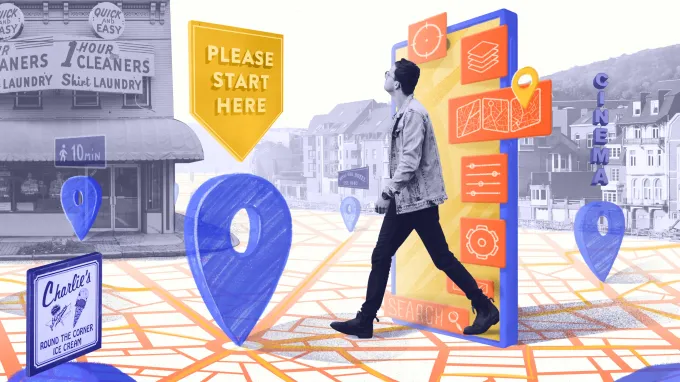 QUICK
AND
EASY
QUICK
AND
EASY
ANERS
1 HOUR
CLEANERS
LAUNDRY
Shirt LAUNDRY
PLEASE
START
HERE
10 min
CINEMA
Charlie's
ROUND THE CORNER
ICE CREAM
SEARCH